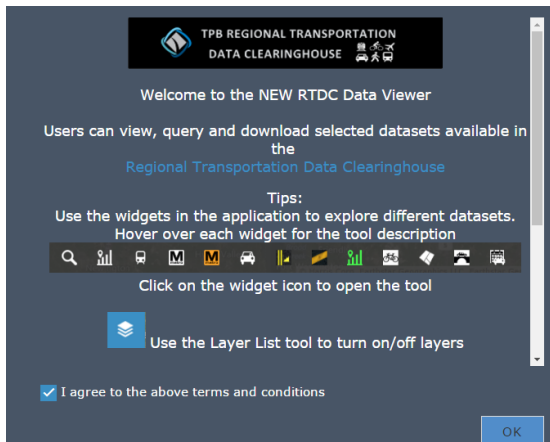 TPB REGIONAL TRANSPORTATION
DATA CLEARINGHOUSE
Welcome to the NEW RTDC Data Viewer
Users can view, query and download selected datasets available in
the
Regional Transportation Data Clearinghouse
Tips:
Use the widgets in the application to explore different datasets.
Hover over each widget for the tool description
M M
Click on the widget icon to open the tool
Use the Layer List tool to turn on/off layers
I agree to the above terms and conditions
OK